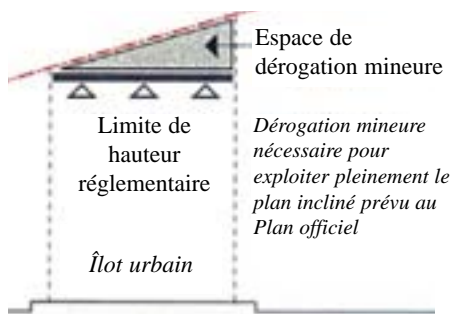 Espace de
dérogation mineure
Limite de
hauteur
réglementaire
Dérogation mineure
nécessaire pour
exploiter pleinement le
plan incliné prévu au
Plan officiel
Îlot urbain